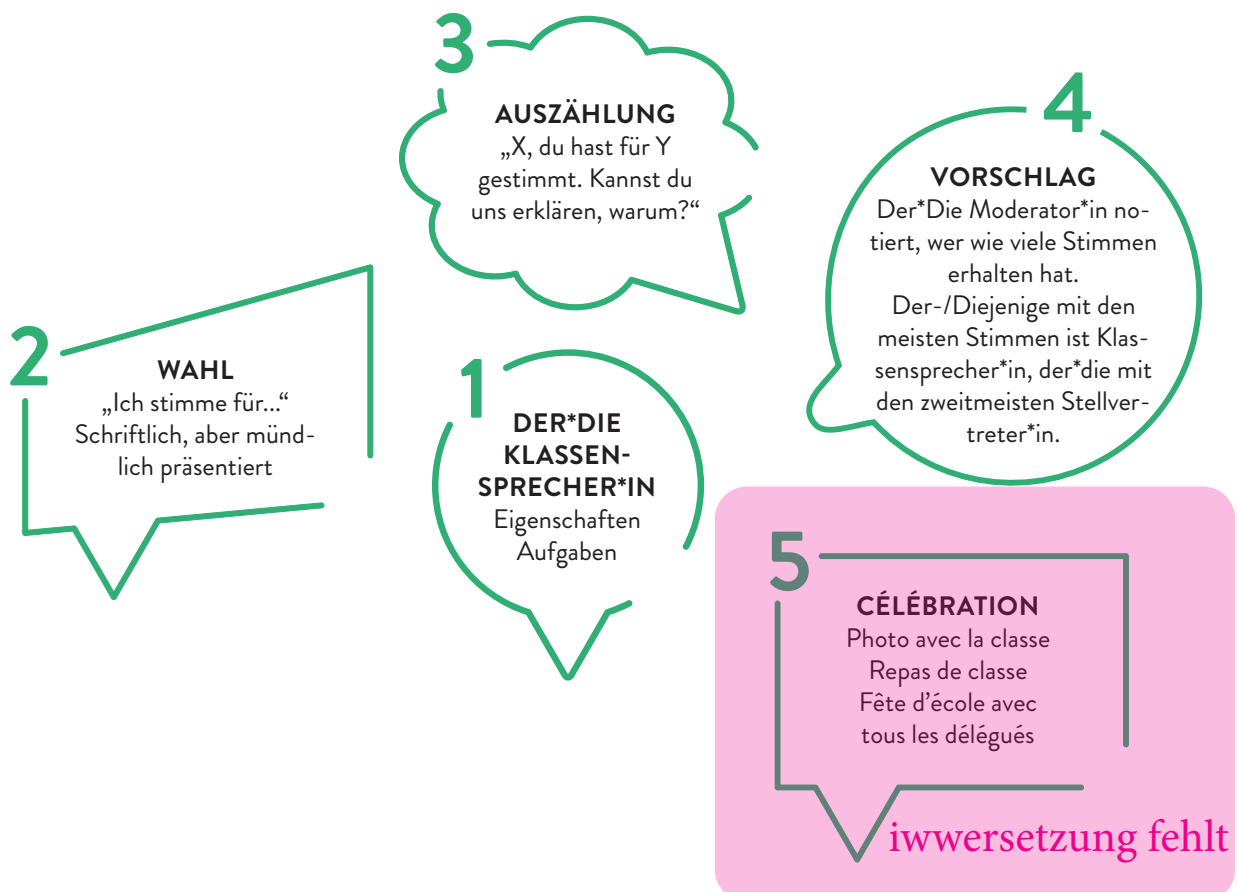 3
AUSZÄHLUNG
„X, du hast für Y
gestimmt. Kannst du
uns erklären, warum?“
4
VORSCHLAG
Der*Die Moderator*in no-
tiert, wer wie viele Stimmen
erhalten hat.
Der-/Diejenige mit den
meisten Stimmen ist Klas-
sensprecher*in, der*die mit
den zweitmeisten Stellver-
treter*in.
2
WAHL
„Ich stimme für...“
Schriftlich, aber münd-
lich präsentiert
1
DER*DIE
KLASSEN-
SPRECHER*IN
Eigenschaften
Aufgaben
5
CÉLÉBRATION
Photo avec la classe
Repas de classe
Fête d’école avec
tous les délégués
iwwersetzung fehlt